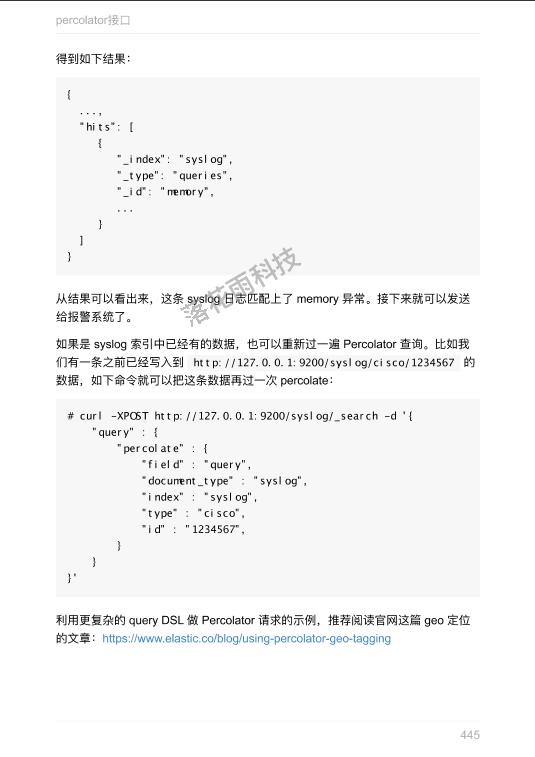 percolator接口
得到如下结果：
{
  ...,
  "hits": [
    {
      "_index": "syslog",
      "_type": "queries",
      "_id": "memory",
      ...
    }
  ]
}
落花雨科技
从结果可以看出来，这条 syslog 日志匹配上了 memory 异常。接下来就可以发送
给报警系统了。
如果是 syslog 索引中已经有的数据，也可以重新过一遍 Percolator 查询。比如我
们有一条之前已经写入到 http://127.0.0.1:9200/syslog/cisco/1234567 的
数据，如下命令就可以把这条数据再过一次 percolate：
# curl -XPOST http://127.0.0.1:9200/syslog/_search -d '{
    "query" : {
        "percolate" : {
            "field" : "query",
            "document_type" : "syslog",
            "index" : "syslog",
            "type" : "cisco",
            "id" : "1234567",
        }
    }
}'
利用更复杂的 query DSL 做 Percolator 请求的示例，推荐阅读官网这篇 geo 定位
的文章：https://www.elastic.co/blog/using-percolator-geo-tagging
445